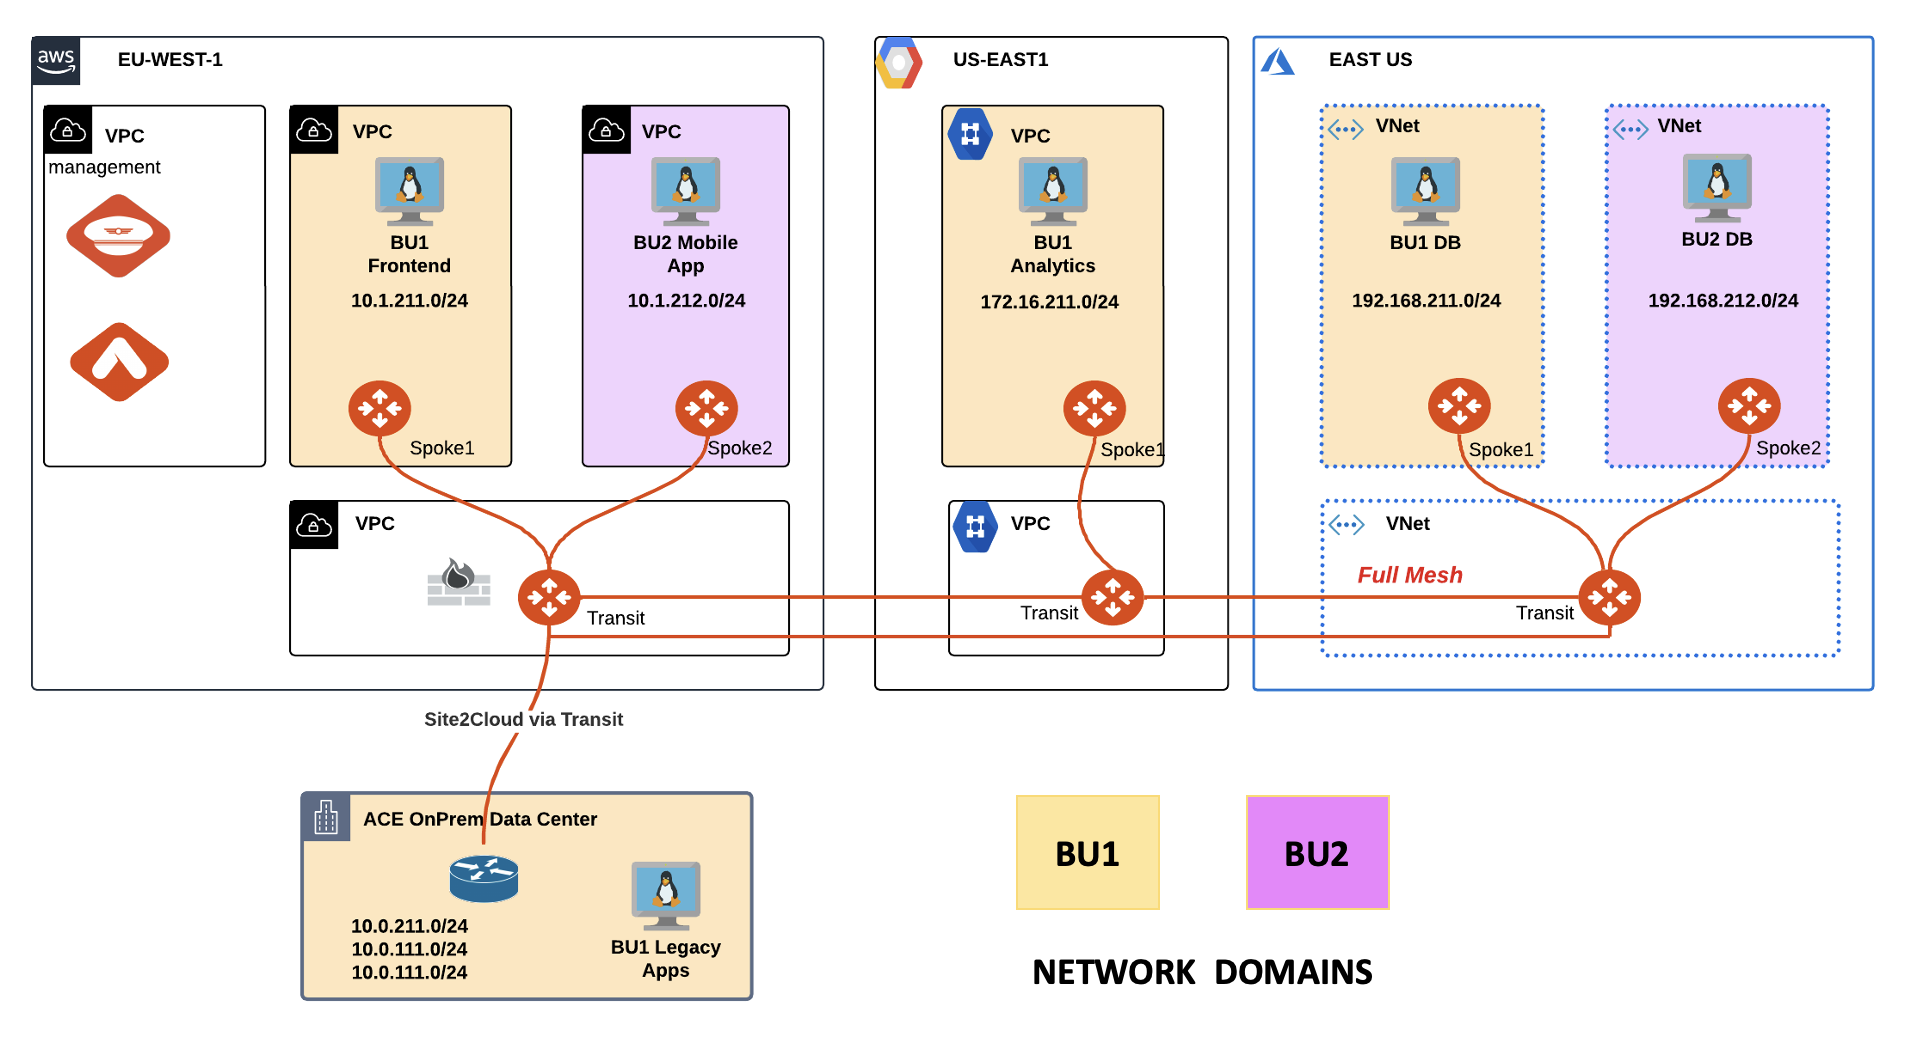 aws
EU-WEST-1
VPC
management
VPC
BU1
Frontend
10.1.211.0/24
Spoke1
VPC
BU2 Mobile
App
10.1.212.0/24
Spoke2
VPC
Transit
US-EAST1
VPC
BU1
Analytics
172.16.211.0/24
Spoke1
VPC
Transit
EAST US
VNet
BU1 DB
192.168.211.0/24
Spoke1
VNet
BU2 DB
192.168.212.0/24
Spoke2
VNet
Full Mesh
Transit
Site2Cloud via Transit
ACE OnPrem Data Center
10.0.211.0/24
10.0.111.0/24
10.0.111.0/24
BU1 Legacy
Apps
BU1
BU2
NETWORK DOMAINS